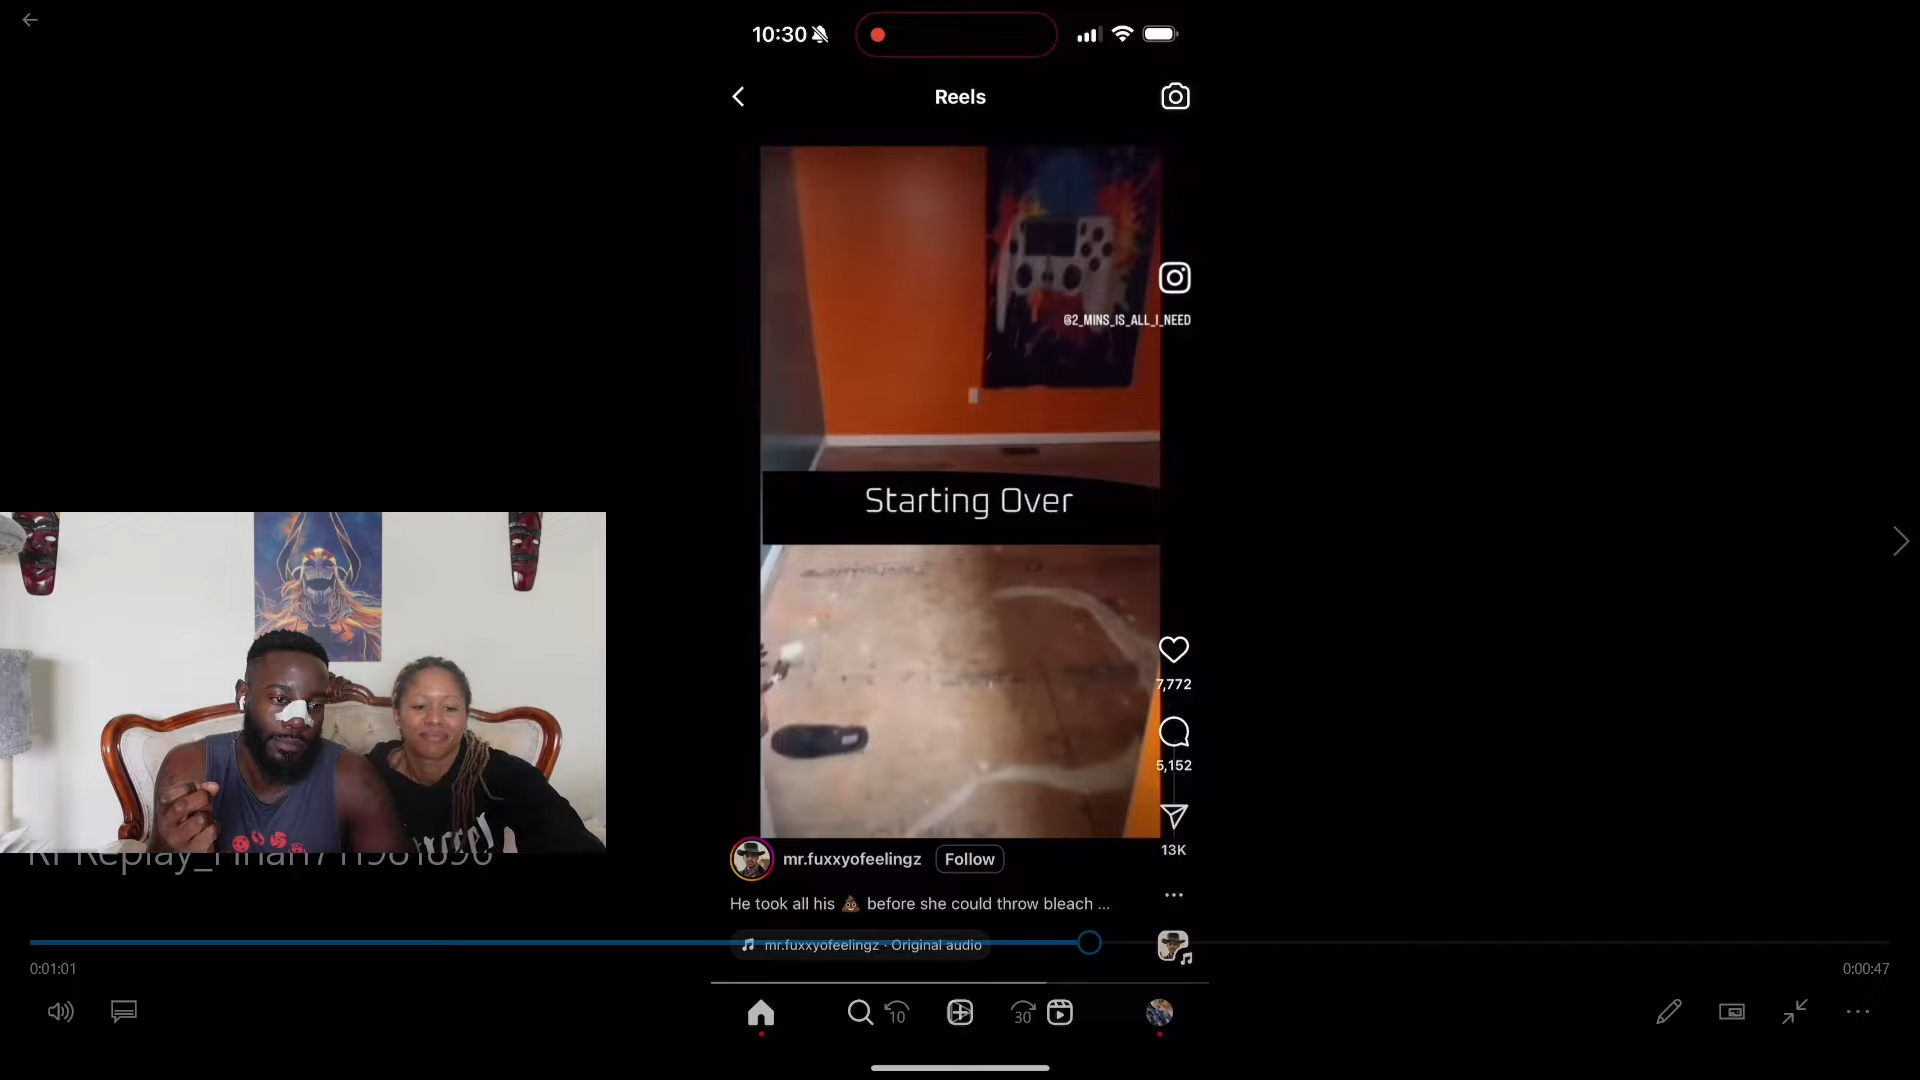 10:30
Reels
@2_MINS_IS_ALL_I_NEED
Starting Over
7,772
5,152
13K
mr.fuxxyofeelingz
Follow
He took all his 💩 before she could throw bleach ...
mr.fuxxyofeelingz · Original audio
0:01:01
0:00:47
10
30